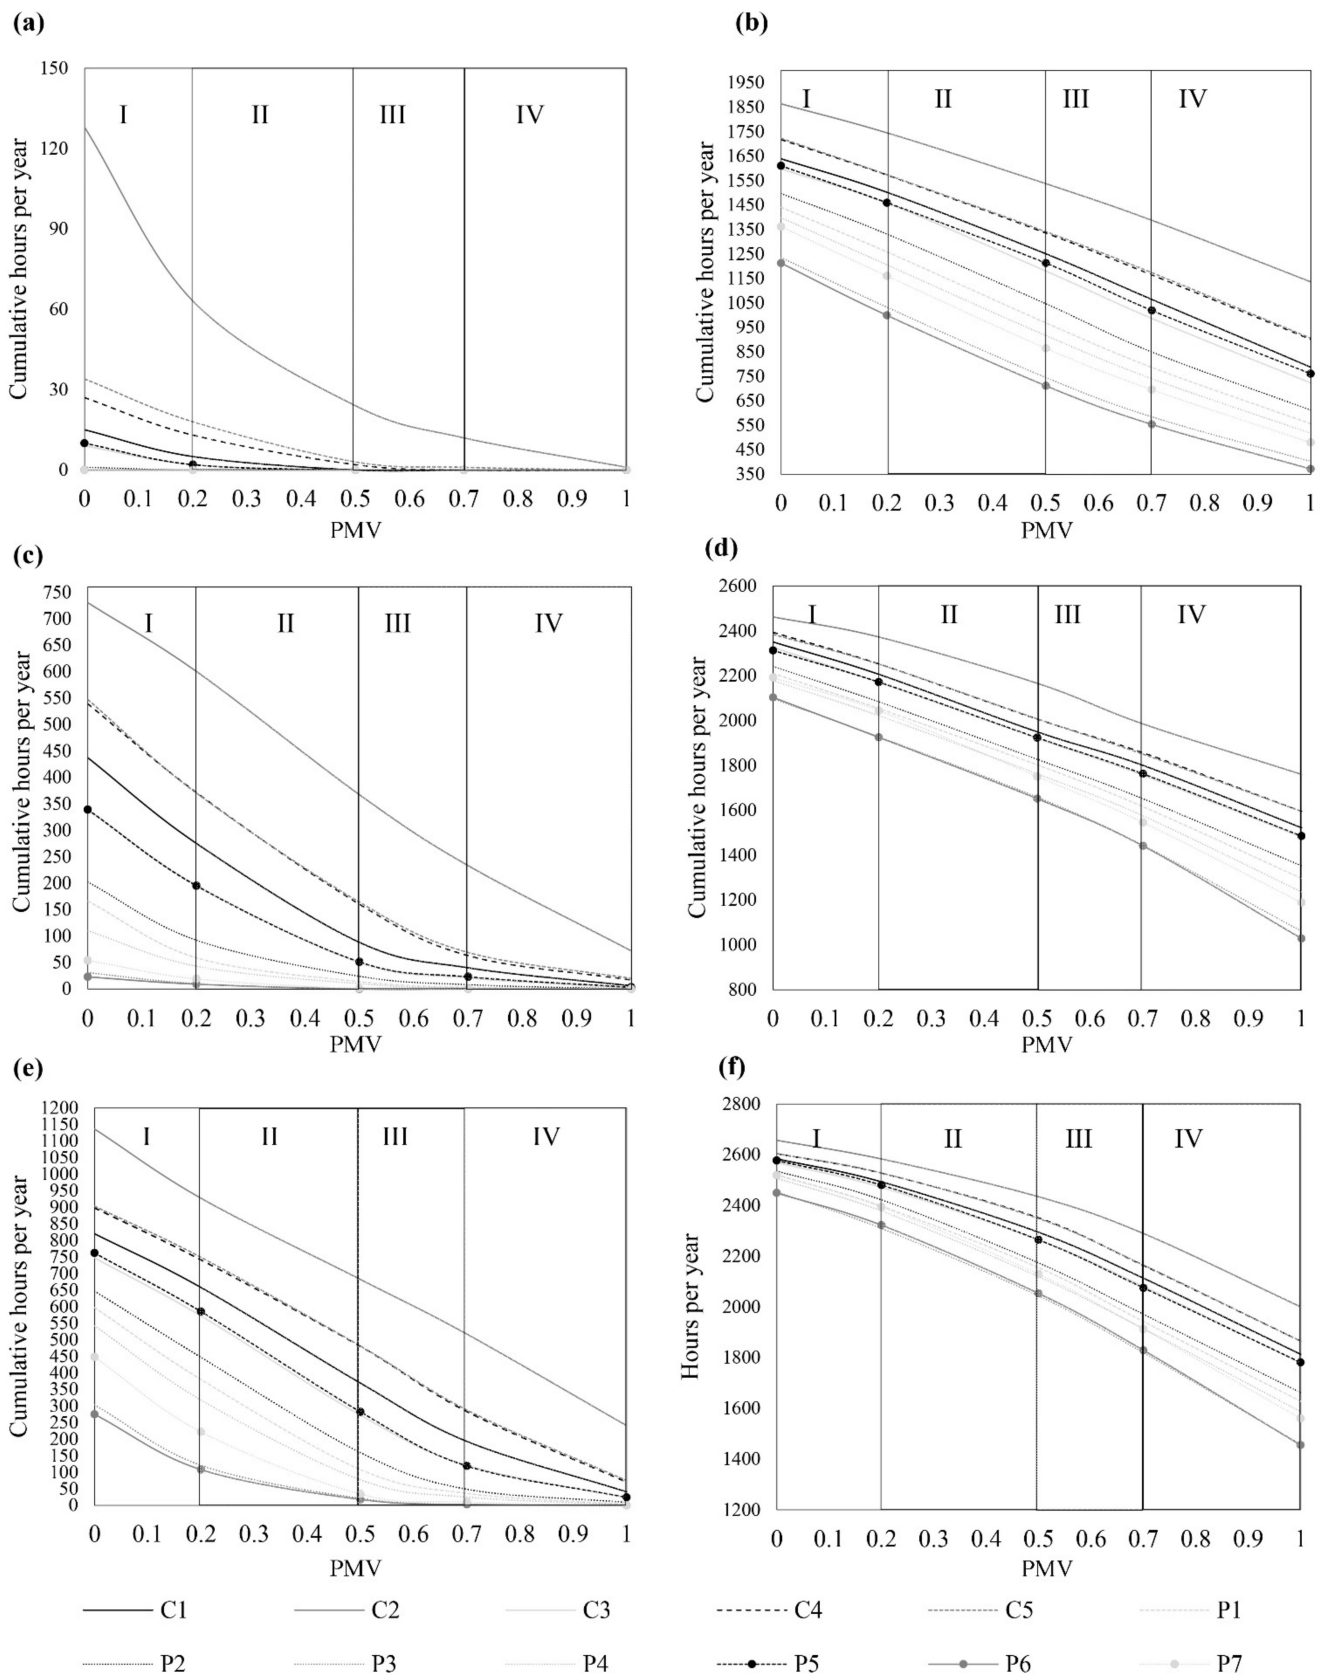 (a)
150
120
90
60
30
0
Cumulative hours per year
I II III IV
0 0.1 0.2 0.3 0.4 0.5 0.6 0.7 0.8 0.9 1
PMV
(b)
1950
1850
1750
1650
1550
1450
1350
1250
1150
1050
950
850
750
650
550
450
350
Cumulative hours per year
I II III IV
0 0.1 0.2 0.3 0.4 0.5 0.6 0.7 0.8 0.9 1
PMV
(c)
750
700
650
600
550
500
450
400
350
300
250
200
150
100
50
0
Cumulative hours per year
I II III IV
0 0.1 0.2 0.3 0.4 0.5 0.6 0.7 0.8 0.9 1
PMV
(d)
2600
2400
2200
2000
1800
1600
1400
1200
1000
800
Cumulative hours per year
I II III IV
0 0.1 0.2 0.3 0.4 0.5 0.6 0.7 0.8 0.9 1
PMV
(e)
1200
1100
1050
1000
950
900
850
800
750
700
650
600
550
500
450
400
350
300
250
200
150
100
50
0
Cumulative hours per year
I II III IV
0 0.1 0.2 0.3 0.4 0.5 0.6 0.7 0.8 0.9 1
PMV
(f)
2800
2600
2400
2200
2000
1800
1600
1400
1200
Hours per year
I II III IV
0 0.1 0.2 0.3 0.4 0.5 0.6 0.7 0.8 0.9 1
PMV
C1 C2 C3 C4 C5 P1
P2 P3 P4 P5 P6 P7